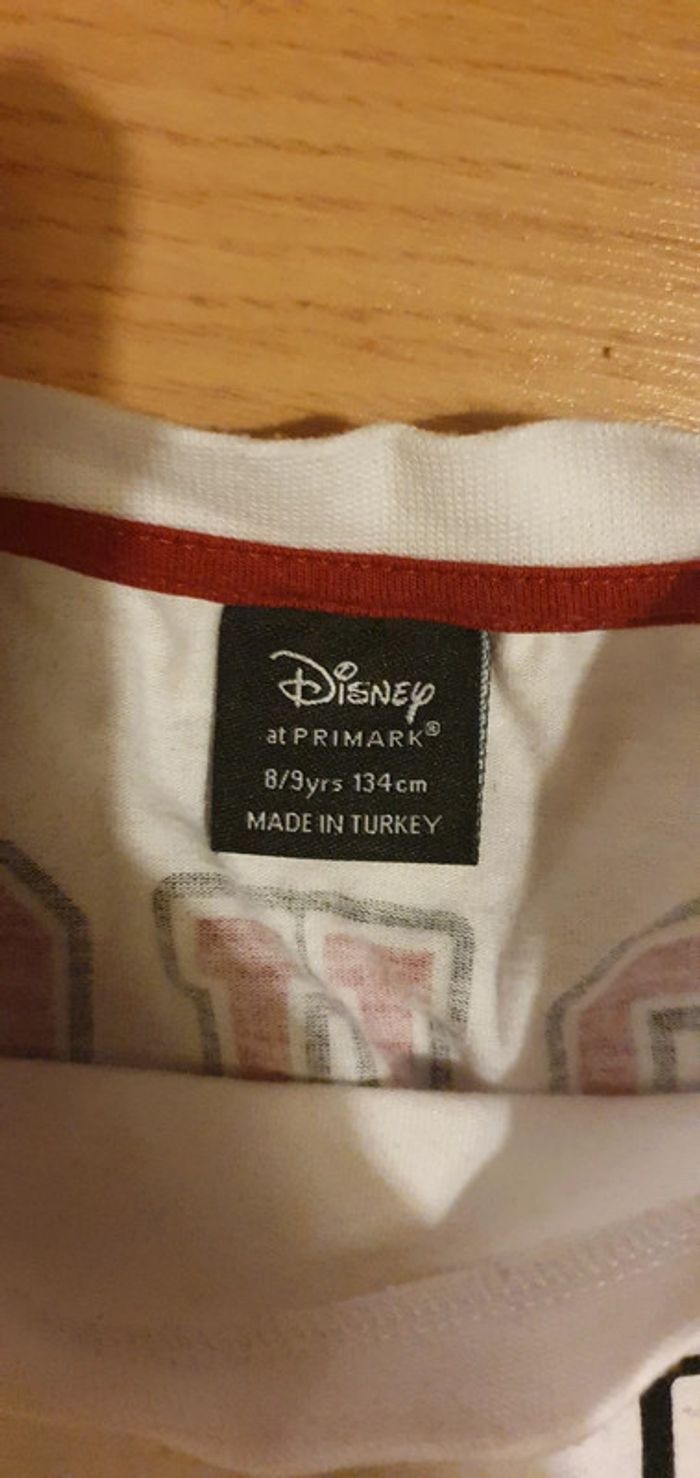 Disney
at PRIMARK®
8/9yrs 134cm
MADE IN TURKEY